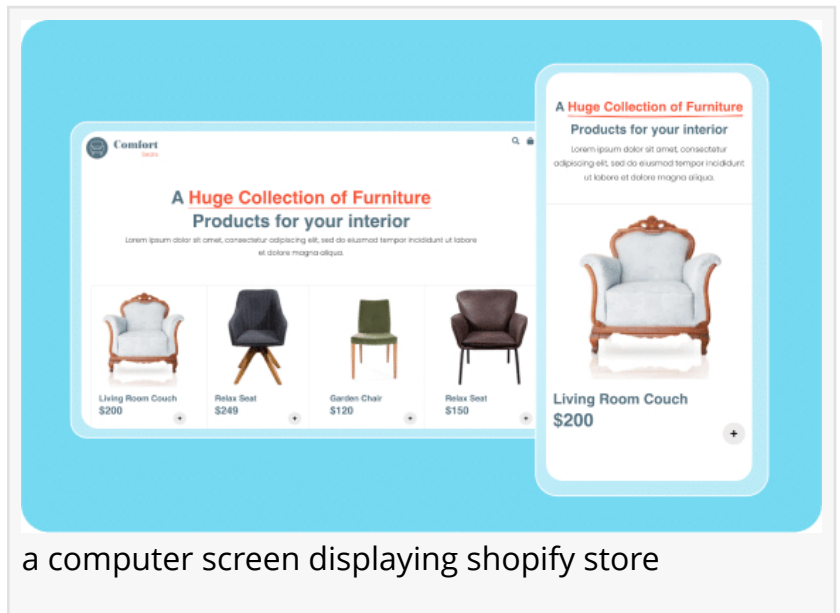 Comfort
Seats
A Huge Collection of Furniture
Products for your interior
Lorem ipsum dolor sit amet, consectetur adipiscing elit, sed do eiusmod tempor incididunt ut labore
et dolore magna aliqua.
Living Room Couch
$200
+
Relax Seat
$249
+
Garden Chair
$120
+
Relax Seat
$150
+
A Huge Collection of Furniture
Products for your interior
Lorem ipsum dolor sit amet, consectetur
adipiscing elit, sed do eiusmod tempor incididunt
ut labore et dolore magna aliqua.
Living Room Couch
$200
+
a computer screen displaying shopify store